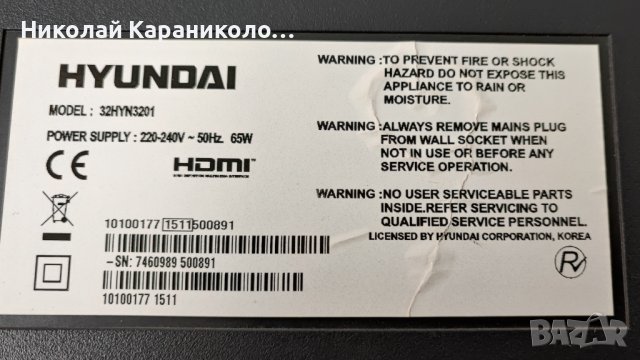 Николай Караниколо...
HYUNDAI
MODEL : 32HYN3201
POWER SUPPLY : 220-240V ~ 50Hz. 65W
CE
HDMI
10100177 1511500891
-SN: 7460989 500891
10100177 1511
WARNING :TO PREVENT FIRE OR SHOCK
HAZARD DO NOT EXPOSE THIS
APPLIANCE TO RAIN OR
MOISTURE.
WARNING :ALWAYS REMOVE MAINS PLUG
FROM WALL SOCKET WHEN
NOT IN USE OR BEFORE ANY
SERVICE OPERATION.
WARNING :NO USER SERVICEABLE PARTS
INSIDE.REFER SERVICING TO
QUALIFIED SERVICE PERSONNEL.
LICENSED BY HYUNDAI CORPORATION, KOREA
BAZAR